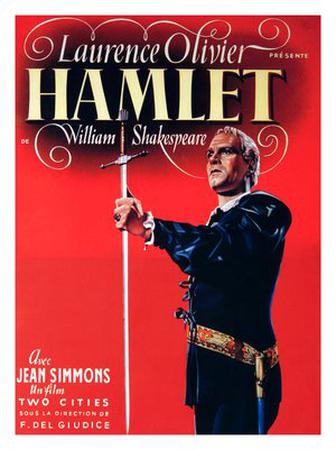 Laurence Olivier
PRÉSENTE
HAMLET
DE William Shakespeare
Avec
JEAN SIMMONS
Un film
TWO CITIES
SOUS LA DIRECTION DE
F. DEL GIUDICE